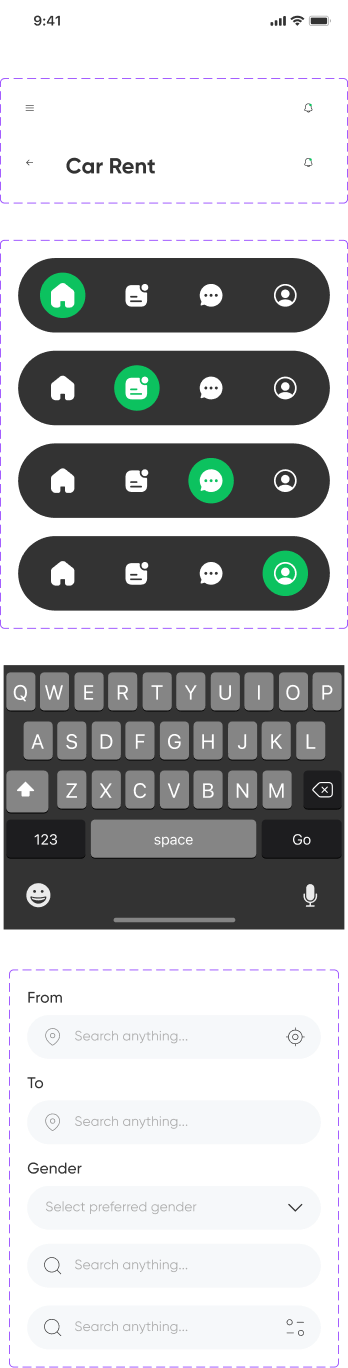 9:41
Car Rent
Q W E R T Y U I O P
A S D F G H J K L
Z X C V B N M
123 space Go
From
Search anything...
To
Search anything...
Gender
Select preferred gender
Search anything...
Search anything...